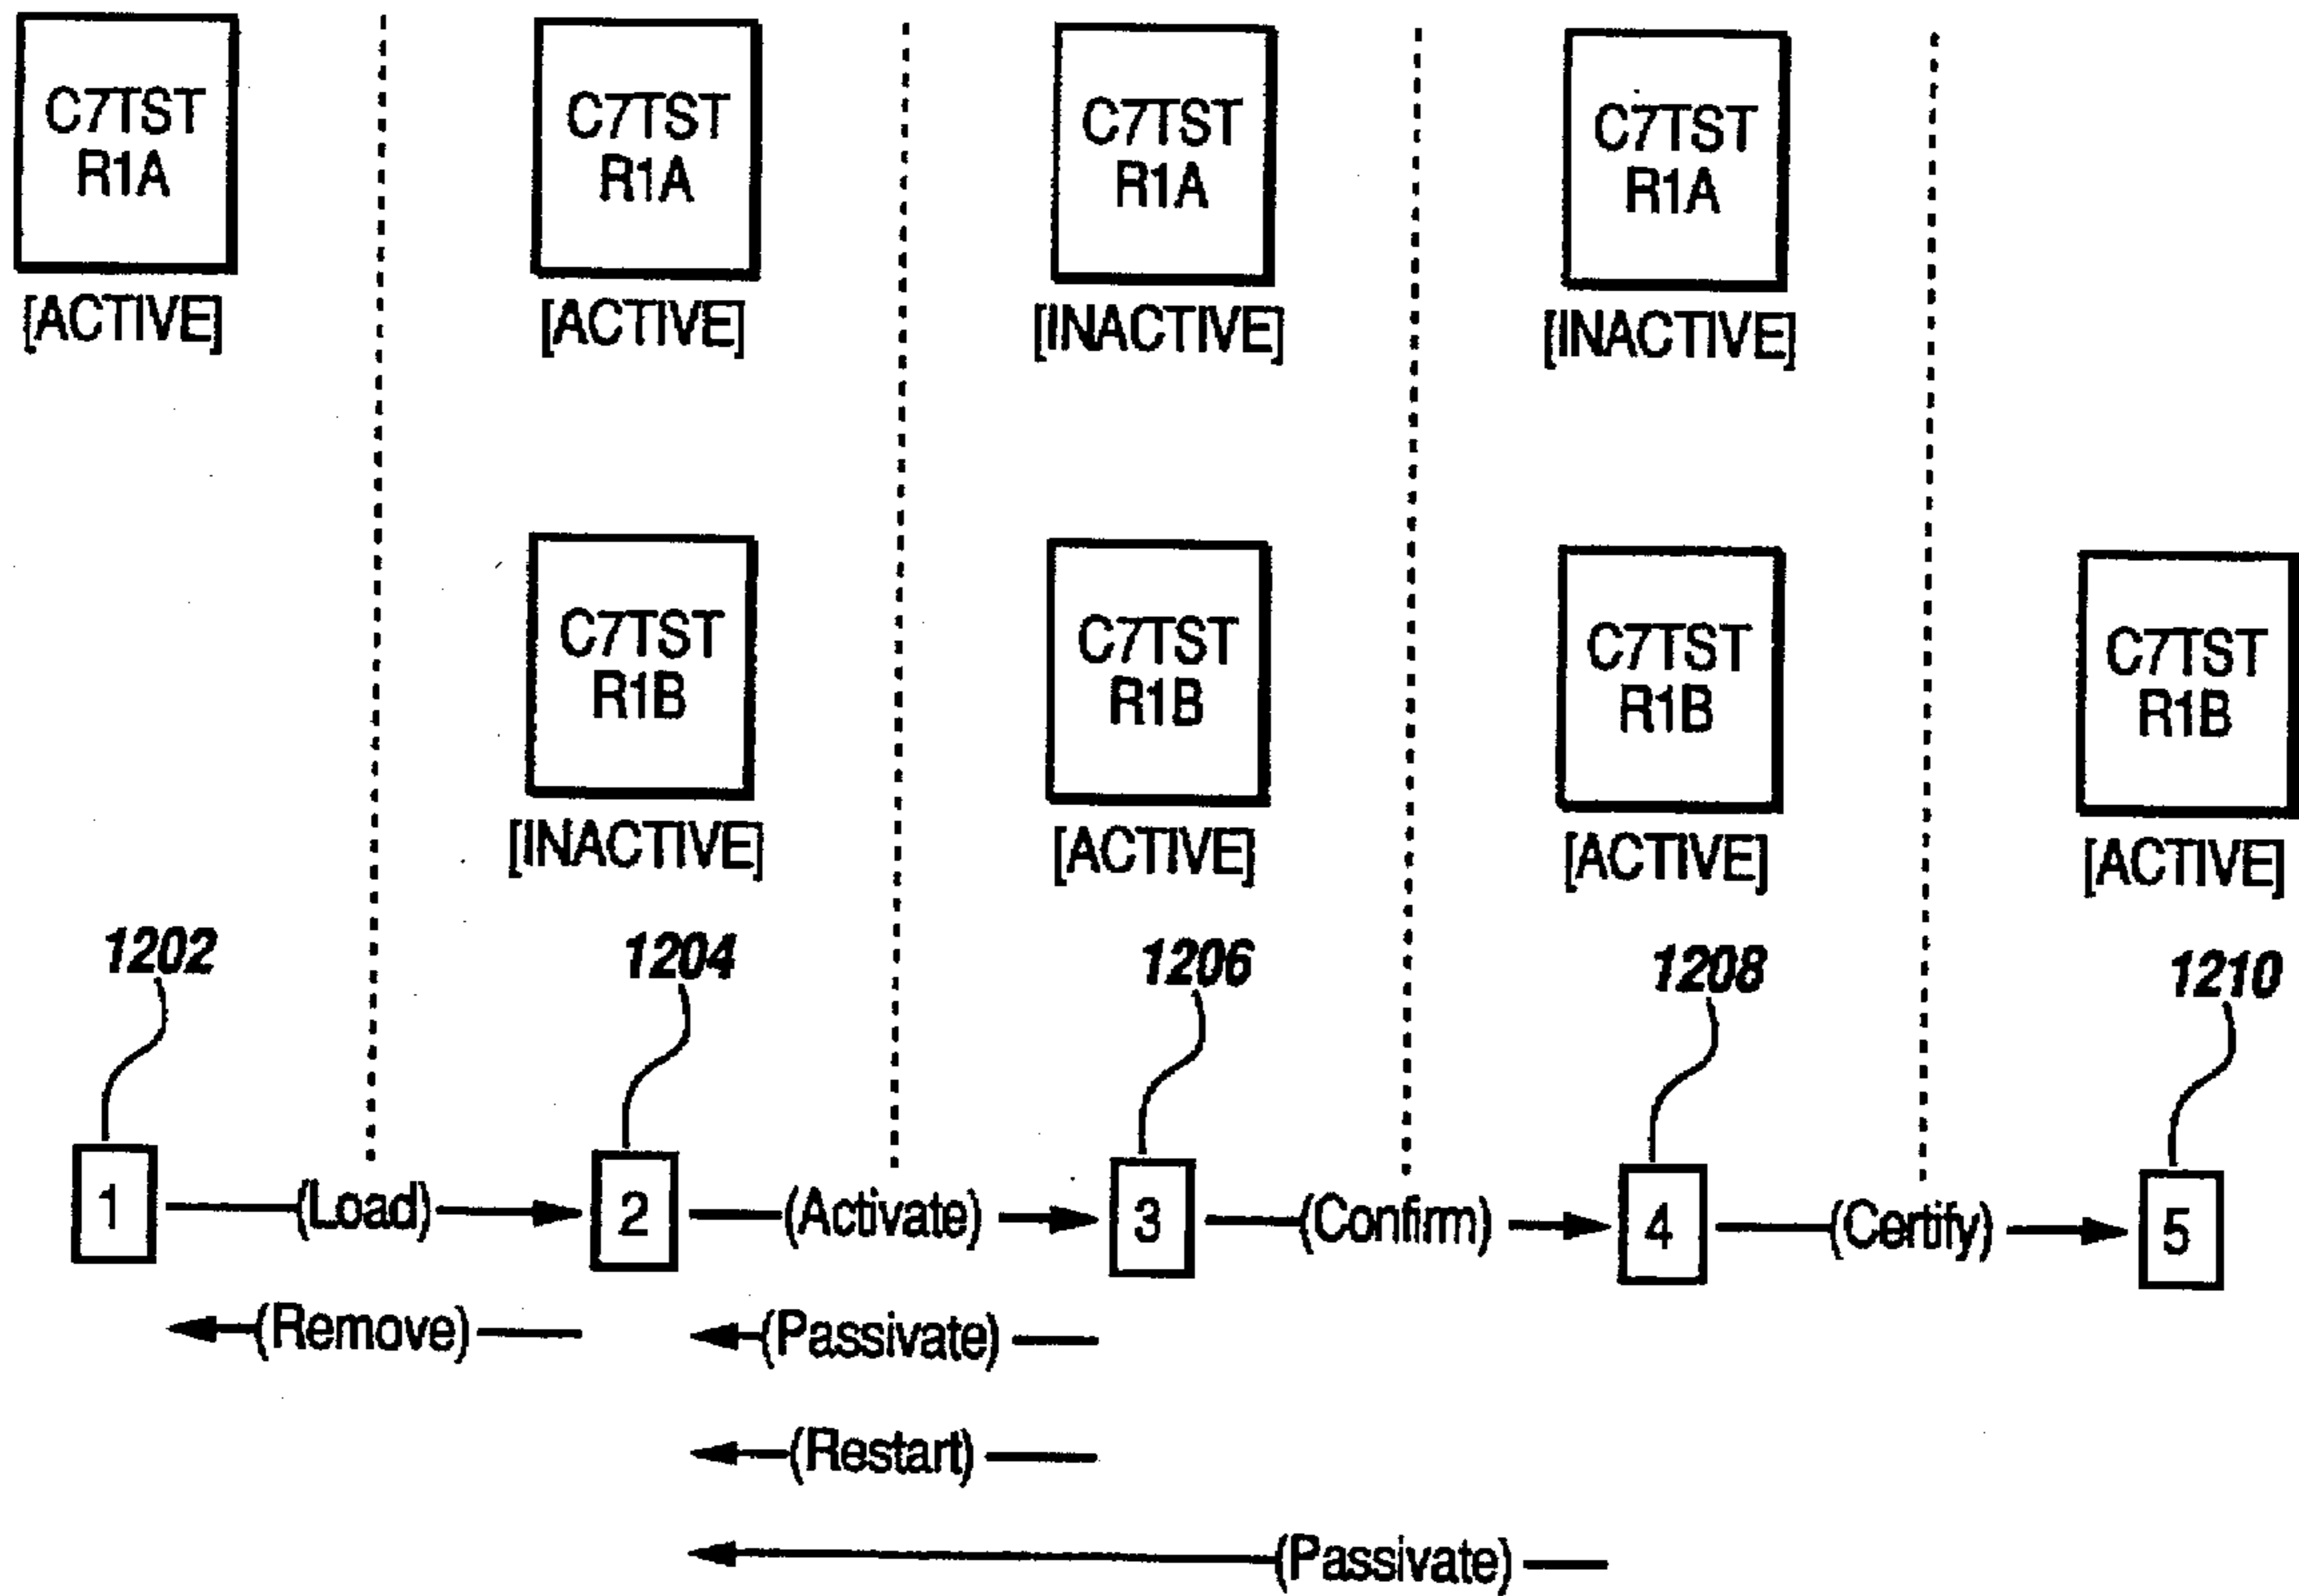 C7TST
R1A
[ACTIVE]
C7TST
R1A
[ACTIVE]
C7TST
R1A
[INACTIVE]
C7TST
R1A
[INACTIVE]
C7TST
R1B
[INACTIVE]
C7TST
R1B
[ACTIVE]
C7TST
R1B
[ACTIVE]
C7TST
R1B
[ACTIVE]
1202
1204
1206
1208
1210
1 (Load) 2 (Activate) 3 (Confirm) 4 (Certify) 5
(Remove) (Passivate)
(Restart)
(Passivate)